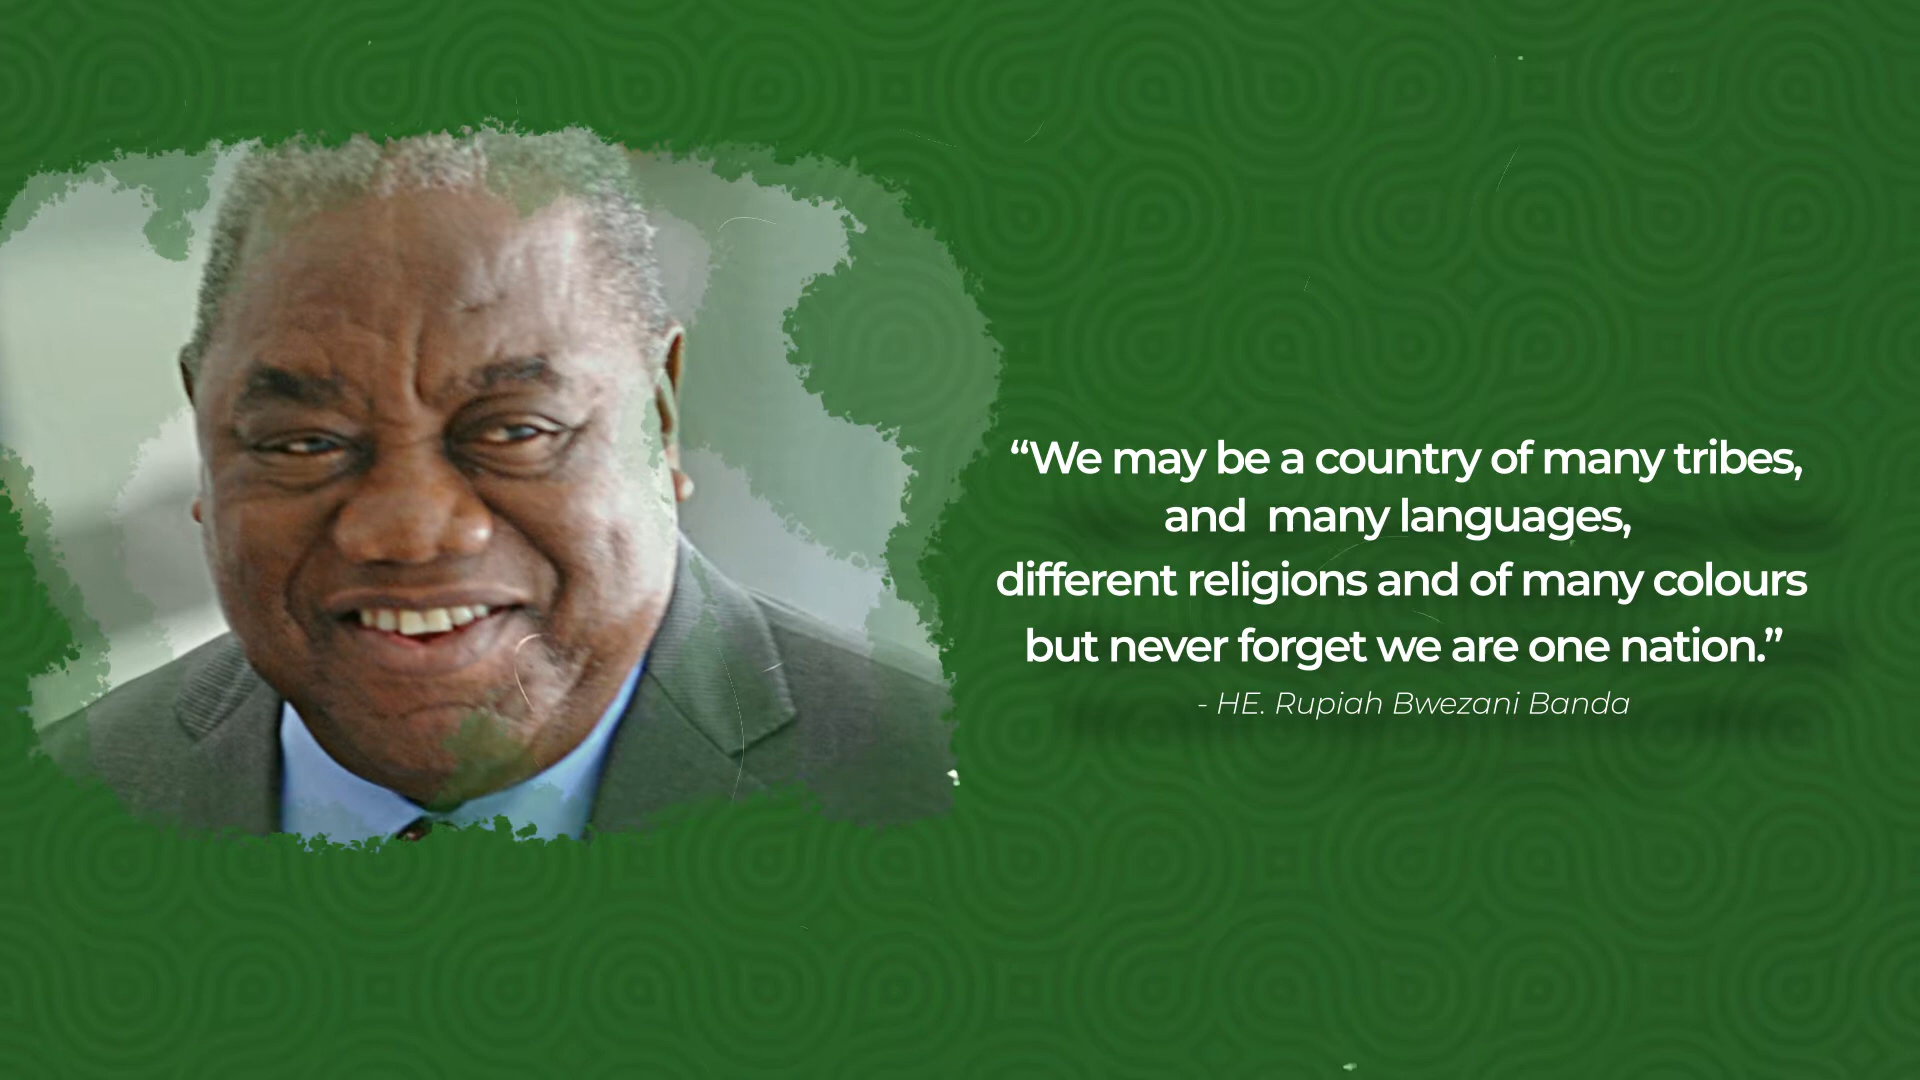 “We may be a country of many tribes,
and  many languages,
different religions and of many colours
but never forget we are one nation.”
- HE. Rupiah Bwezani Banda